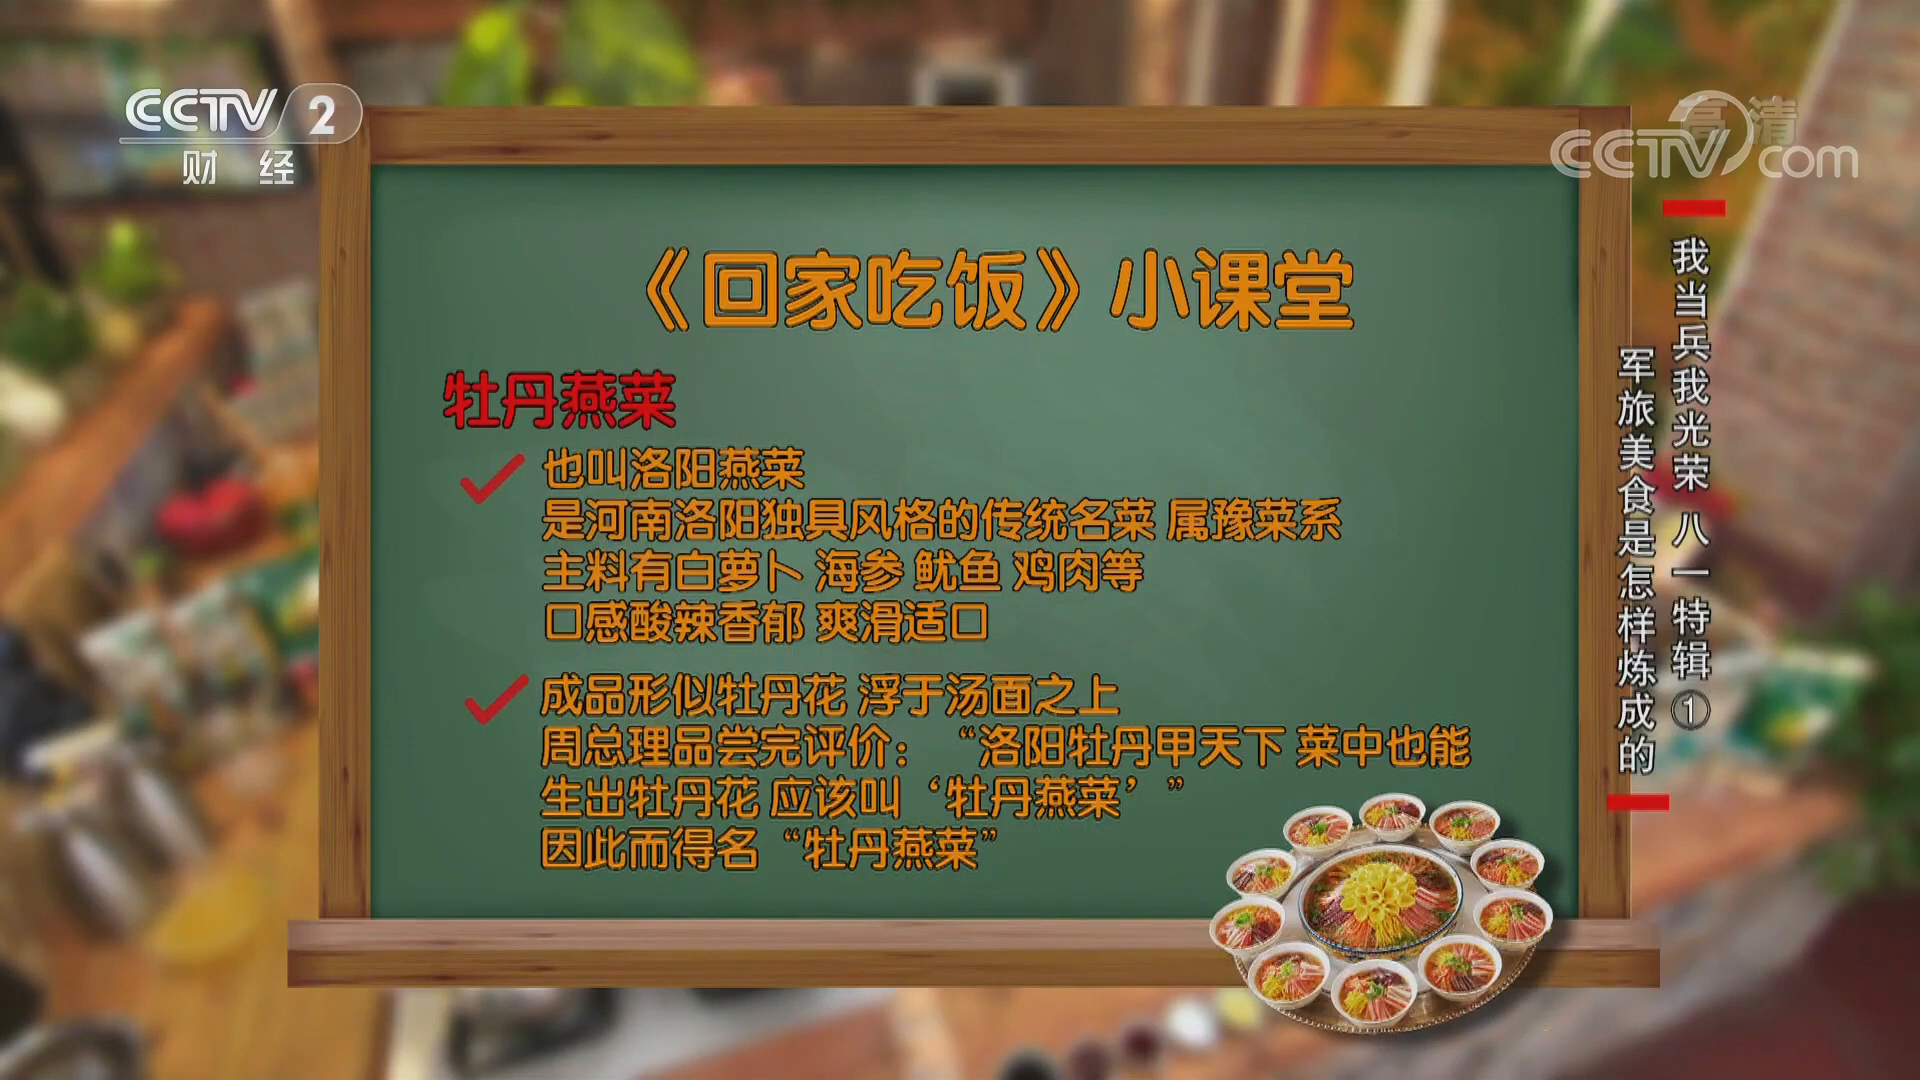 CCTV 2
财 经
高清
CCTV com
《回家吃饭》小课堂
牡丹燕菜
也叫洛阳燕菜
是河南洛阳独具风格的传统名菜 属豫菜系
主料有白萝卜 海参 鱿鱼 鸡肉等
口感酸辣香郁 爽滑适口
成品形似牡丹花 浮于汤面之上
周总理品尝完评价：“洛阳牡丹甲天下 菜中也能
生出牡丹花 应该叫‘牡丹燕菜’”
因此而得名“牡丹燕菜”
我当兵我光荣 八一特辑①
军旅美食是怎样炼成的